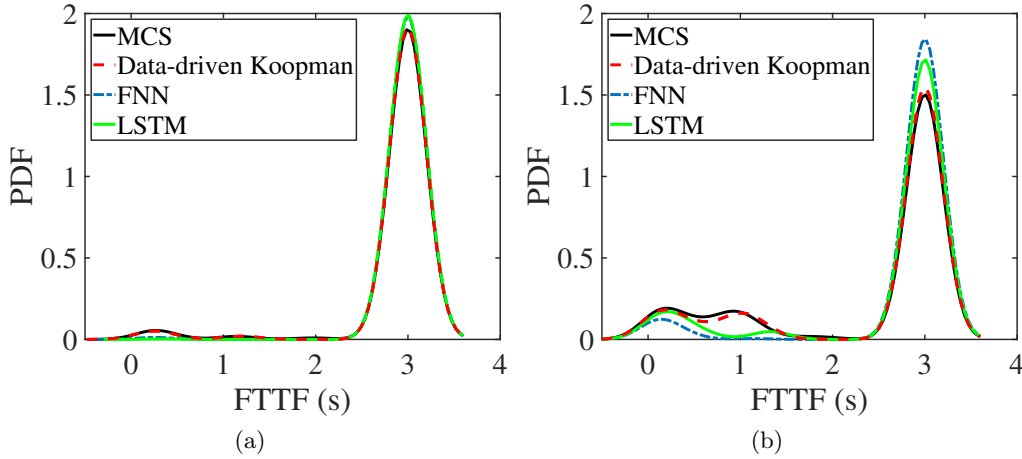 2
1.5
1
0.5
0
PDF
MCS
Data-driven Koopman
FNN
LSTM
0 1 2 3 4
FTTF (s)
(a)
2
1.5
1
0.5
0
PDF
MCS
Data-driven Koopman
FNN
LSTM
0 1 2 3 4
FTTF (s)
(b)